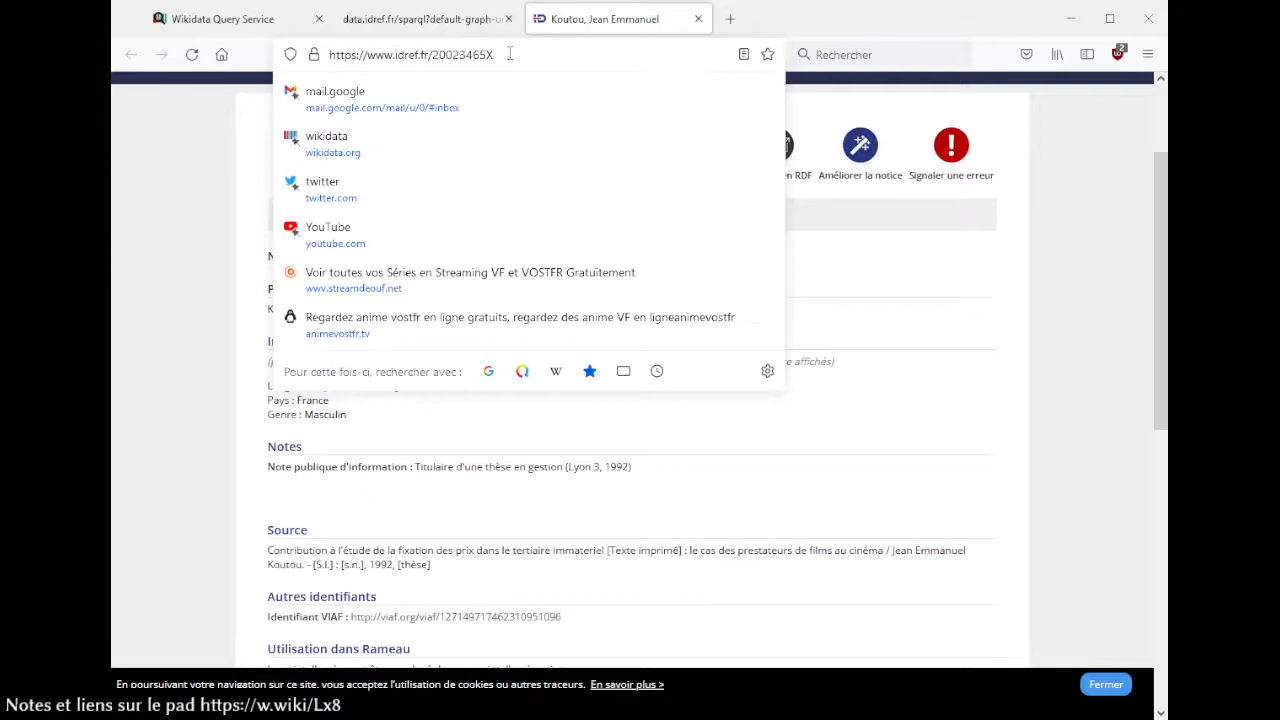 Wikidata Query Service
data.idref.fr/sparql?default-graph-u
Koutou, Jean Emmanuel
https://www.idref.fr/20023465X
Rechercher
2
mail.google
mail.google.com/mail/u/0/#inbox
wikidata
wikidata.org
twitter
twitter.com
YouTube
youtube.com
Voir toutes vos Séries en Streaming VF et VOSTFR Gratuitement
wwv.streamdeouf.net
Regardez anime vostfr en ligne gratuits, regardez des anime VF en ligneanimevostfr
animevostfr.tv
Pour cette fois-ci, rechercher avec :
en RDF
Améliorer la notice
Signaler une erreur
affichés)
Pays : France
Genre : Masculin
Notes
Note publique d'information : Titulaire d'une thèse en gestion (Lyon 3, 1992)
Source
Contribution à l'étude de la fixation des prix dans le tertiaire immateriel [Texte imprimé] : le cas des prestateurs de films au cinéma / Jean Emmanuel
Koutou. - [S.l.] : [s.n.], 1992, [thèse]
Autres identifiants
Identifiant VIAF : http://viaf.org/viaf/127149717462310951096
Utilisation dans Rameau
En poursuivant votre navigation sur ce site, vous acceptez l'utilisation de cookies ou autres traceurs. En savoir plus >
Fermer
Notes et liens sur le pad https://w.wiki/Lx8